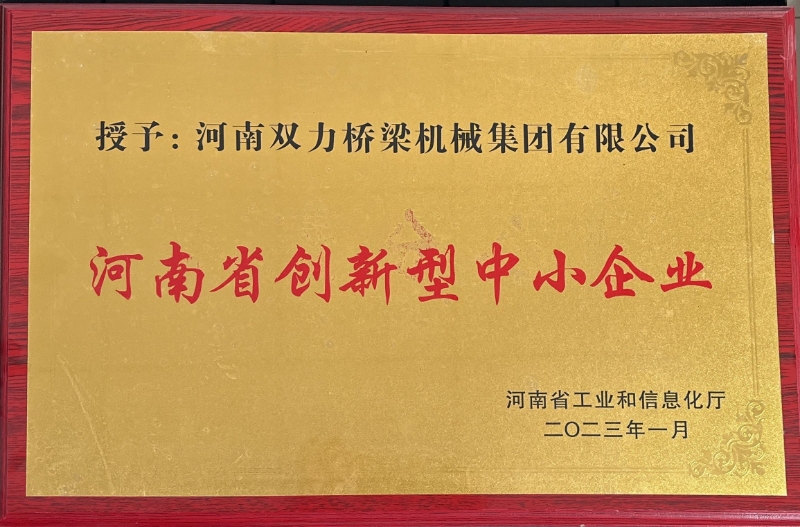 授予：河南双力桥梁机械集团有限公司
河南省创新型中小企业
河南省工业和信息化厅
二〇二三年一月